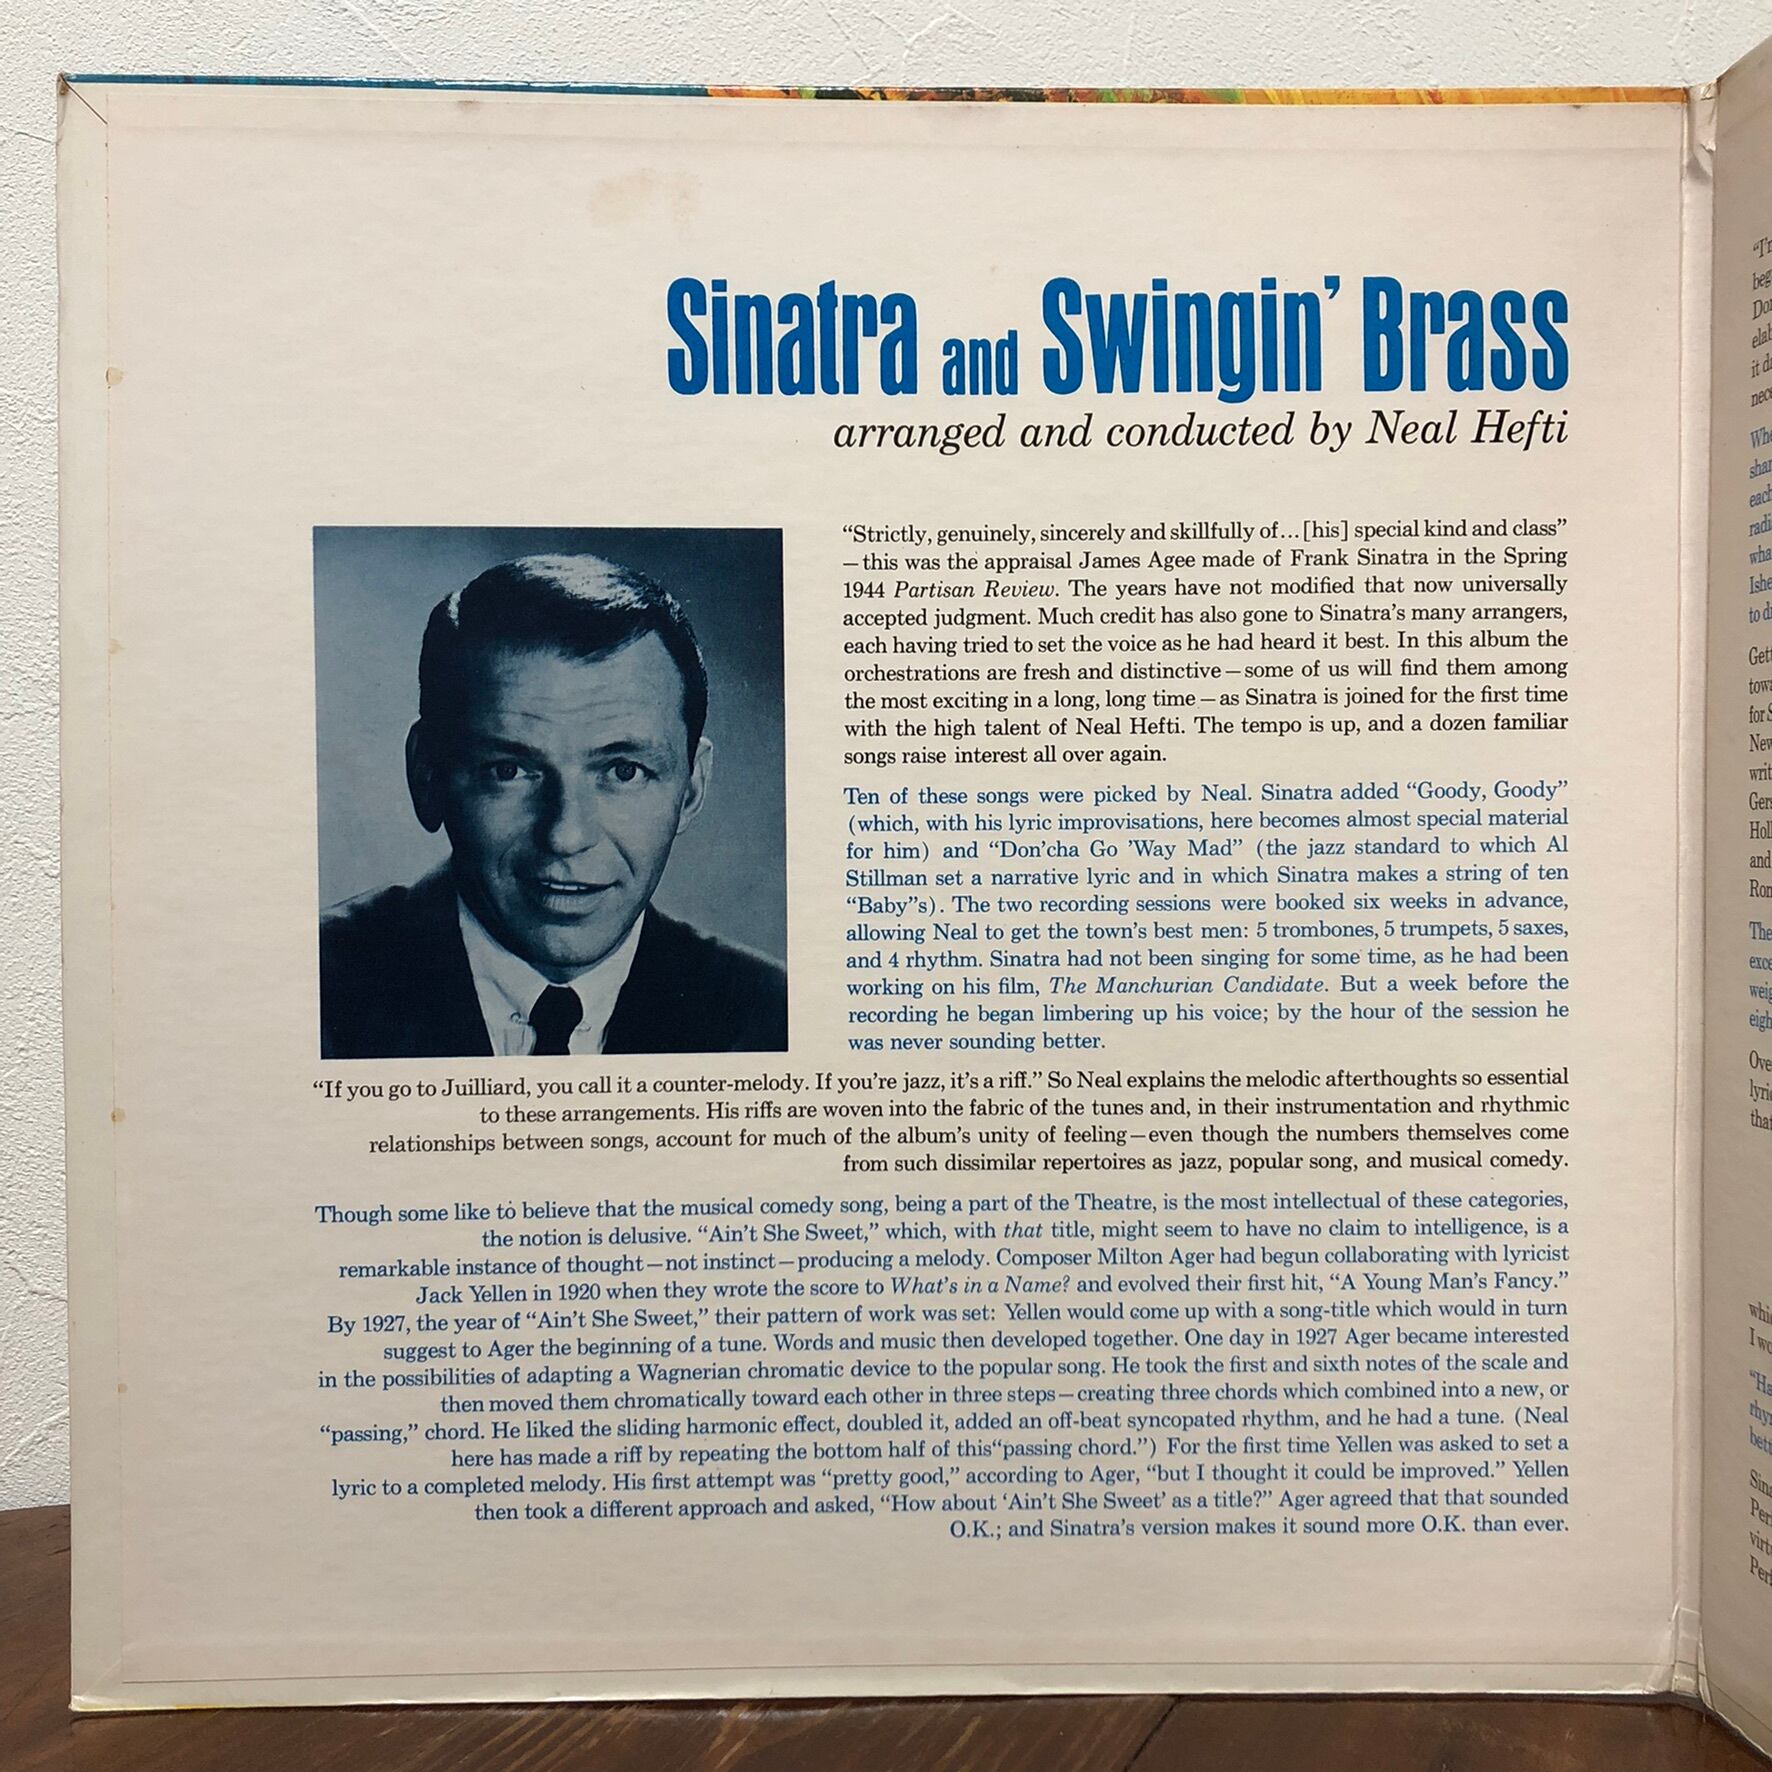 Sinatra and Swingin' Brass
arranged and conducted by Neal Hefti
“Strictly, genuinely, sincerely and skillfully of...[his] special kind and class”
—this was the appraisal James Agee made of Frank Sinatra in the Spring
1944 Partisan Review. The years have not modified that now universally
accepted judgment. Much credit has also gone to Sinatra's many arrangers,
each having tried to set the voice as he had heard it best. In this album the
orchestrations are fresh and distinctive—some of us will find them among
the most exciting in a long, long time—as Sinatra is joined for the first time
with the high talent of Neal Hefti. The tempo is up, and a dozen familiar
songs raise interest all over again.
Ten of these songs were picked by Neal. Sinatra added “Goody, Goody”
(which, with his lyric improvisations, here becomes almost special material
for him) and “Don'cha Go 'Way Mad” (the jazz standard to which Al
Stillman set a narrative lyric and in which Sinatra makes a string of ten
“Baby”s). The two recording sessions were booked six weeks in advance,
allowing Neal to get the town's best men: 5 trombones, 5 trumpets, 5 saxes,
and 4 rhythm. Sinatra had not been singing for some time, as he had been
working on his film, The Manchurian Candidate. But a week before the
recording he began limbering up his voice; by the hour of the session he
was never sounding better.
“If you go to Juilliard, you call it a counter-melody. If you're jazz, it's a riff.” So Neal explains the melodic afterthoughts so essential
to these arrangements. His riffs are woven into the fabric of the tunes and, in their instrumentation and rhythmic
relationships between songs, account for much of the album's unity of feeling—even though the numbers themselves come
from such dissimilar repertoires as jazz, popular song, and musical comedy.
Though some like to believe that the musical comedy song, being a part of the Theatre, is the most intellectual of these categories,
the notion is delusive. “Ain't She Sweet,” which, with that title, might seem to have no claim to intelligence, is a
remarkable instance of thought—not instinct—producing a melody. Composer Milton Ager had begun collaborating with lyricist
Jack Yellen in 1920 when they wrote the score to What's in a Name? and evolved their first hit, “A Young Man's Fancy.”
By 1927, the year of “Ain't She Sweet,” their pattern of work was set: Yellen would come up with a song-title which would in turn
suggest to Ager the beginning of a tune. Words and music then developed together. One day in 1927 Ager became interested
in the possibilities of adapting a Wagnerian chromatic device to the popular song. He took the first and sixth notes of the scale and
then moved them chromatically toward each other in three steps—creating three chords which combined into a new, or
“passing,” chord. He liked the sliding harmonic effect, doubled it, added an off-beat syncopated rhythm, and he had a tune. (Neal
here has made a riff by repeating the bottom half of this“passing chord.”) For the first time Yellen was asked to set a
lyric to a completed melody. His first attempt was “pretty good,” according to Ager, “but I thought it could be improved.” Yellen
then took a different approach and asked, “How about 'Ain't She Sweet' as a title?” Ager agreed that that sounded
O.K.; and Sinatra's version makes it sound more O.K. than ever.